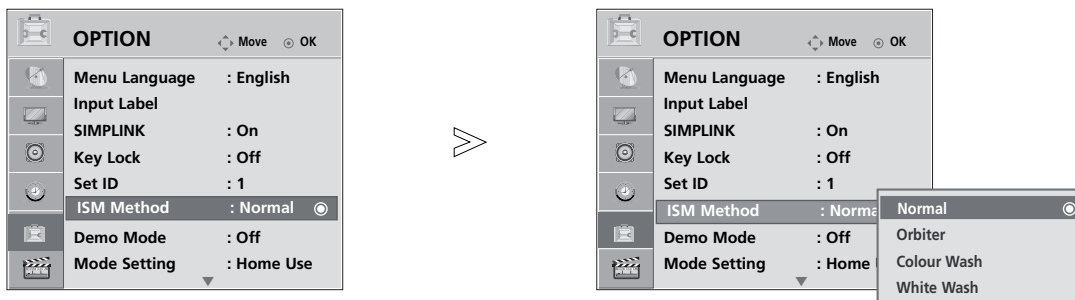 OPTION Move OK
Menu Language : English
Input Label
SIMPLINK : On
Key Lock : Off
Set ID : 1
ISM Method : Normal
Demo Mode : Off
Mode Setting : Home Use
OPTION Move OK
Menu Language : English
Input Label
SIMPLINK : On
Key Lock : Off
Set ID : 1
ISM Method : Norma
Demo Mode : Off
Mode Setting : Home
Normal
Orbiter
Colour Wash
White Wash